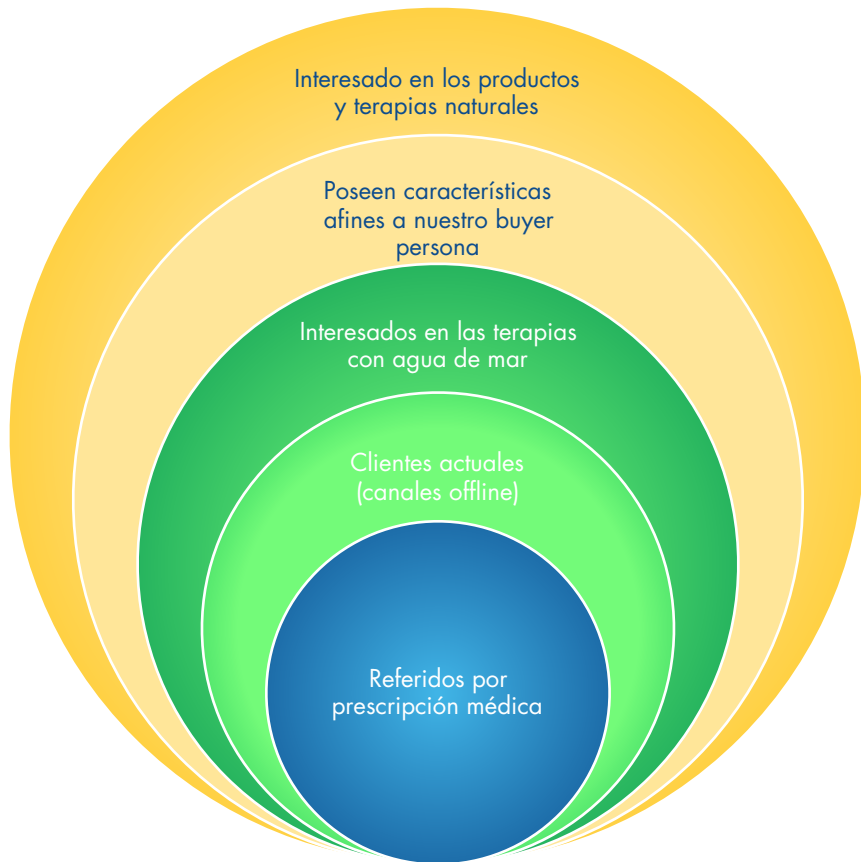 Interesado en los productos
y terapias naturales
Poseen características
afines a nuestro buyer
persona
Interesados en las terapias
con agua de mar
Clientes actuales
(canales offline)
Referidos por
prescripción médica